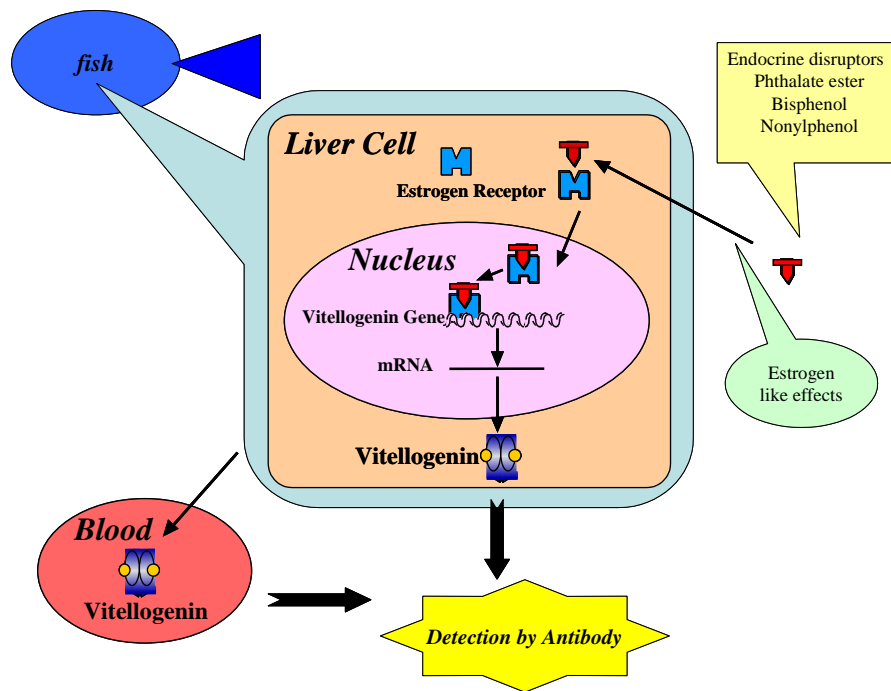 fish
Endocrine disruptors
Phthalate ester
Bisphenol
Nonylphenol
Liver Cell
Estrogen Receptor
Nucleus
Vitellogenin Gene
mRNA
Estrogen
like effects
Vitellogenin
Blood
Vitellogenin
Detection by Antibody